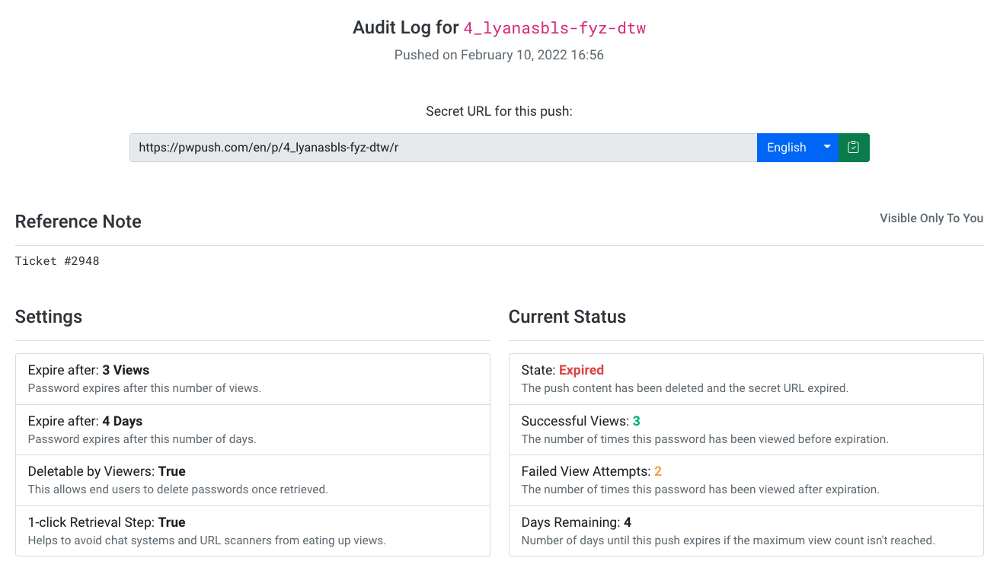 Audit Log for 4_lyanasbls-fyz-dtw
Pushed on February 10, 2022 16:56
Secret URL for this push:
https://pwpush.com/en/p/4_lyanasbls-fyz-dtw/r English
Reference Note Visible Only To You
Ticket #2948
Settings
Expire after: 3 Views
Password expires after this number of views.
Expire after: 4 Days
Password expires after this number of days.
Deletable by Viewers: True
This allows end users to delete passwords once retrieved.
1-click Retrieval Step: True
Helps to avoid chat systems and URL scanners from eating up views.
Current Status
State: Expired
The push content has been deleted and the secret URL expired.
Successful Views: 3
The number of times this password has been viewed before expiration.
Failed View Attempts: 2
The number of times this password has been viewed after expiration.
Days Remaining: 4
Number of days until this push expires if the maximum view count isn't reached.